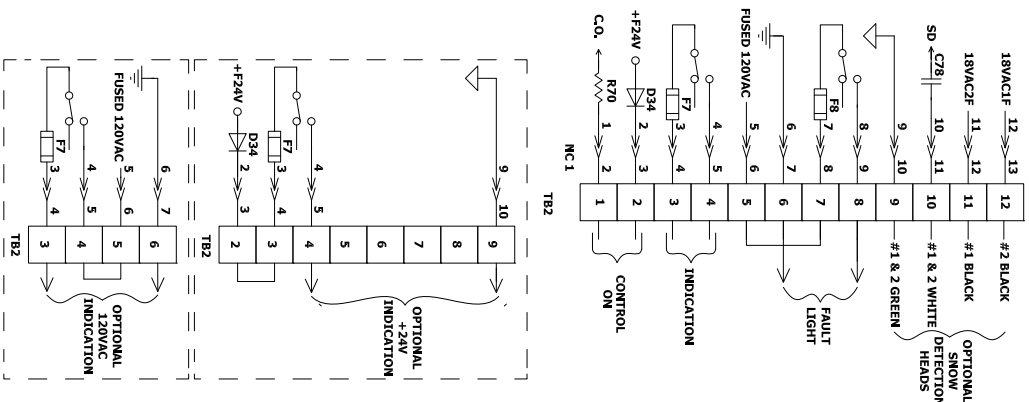 18VAC1F 12 13 12 #2 BLACK
18VAC2F 11 12 11 #1 BLACK
SD C78 10 11 10 #1 & 2 WHITE
9 10 9 #1 & 2 GREEN
OPTIONAL
SNOW
DETECTION
HEADS
8 9 8
F8 7 8 7
6 7 6
FUSED 120VAC 5 6 5
FAULT
LIGHT
4 5 4
F7 3 4 3
INDICATION
+F24V D34 2 3 2
C.O. R70 1 2 1
CONTROL
ON
NC 1
TB2
9 10 9
8
7
6
5
4 5 4
F7 3 4 3
+F24V D34 2 3 2
OPTIONAL
+24V
INDICATION
TB2
6 7 6
FUSED 120VAC 5 6 5
4 5 4
F7 3 4 3
OPTIONAL
120VAC
INDICATION
TB2